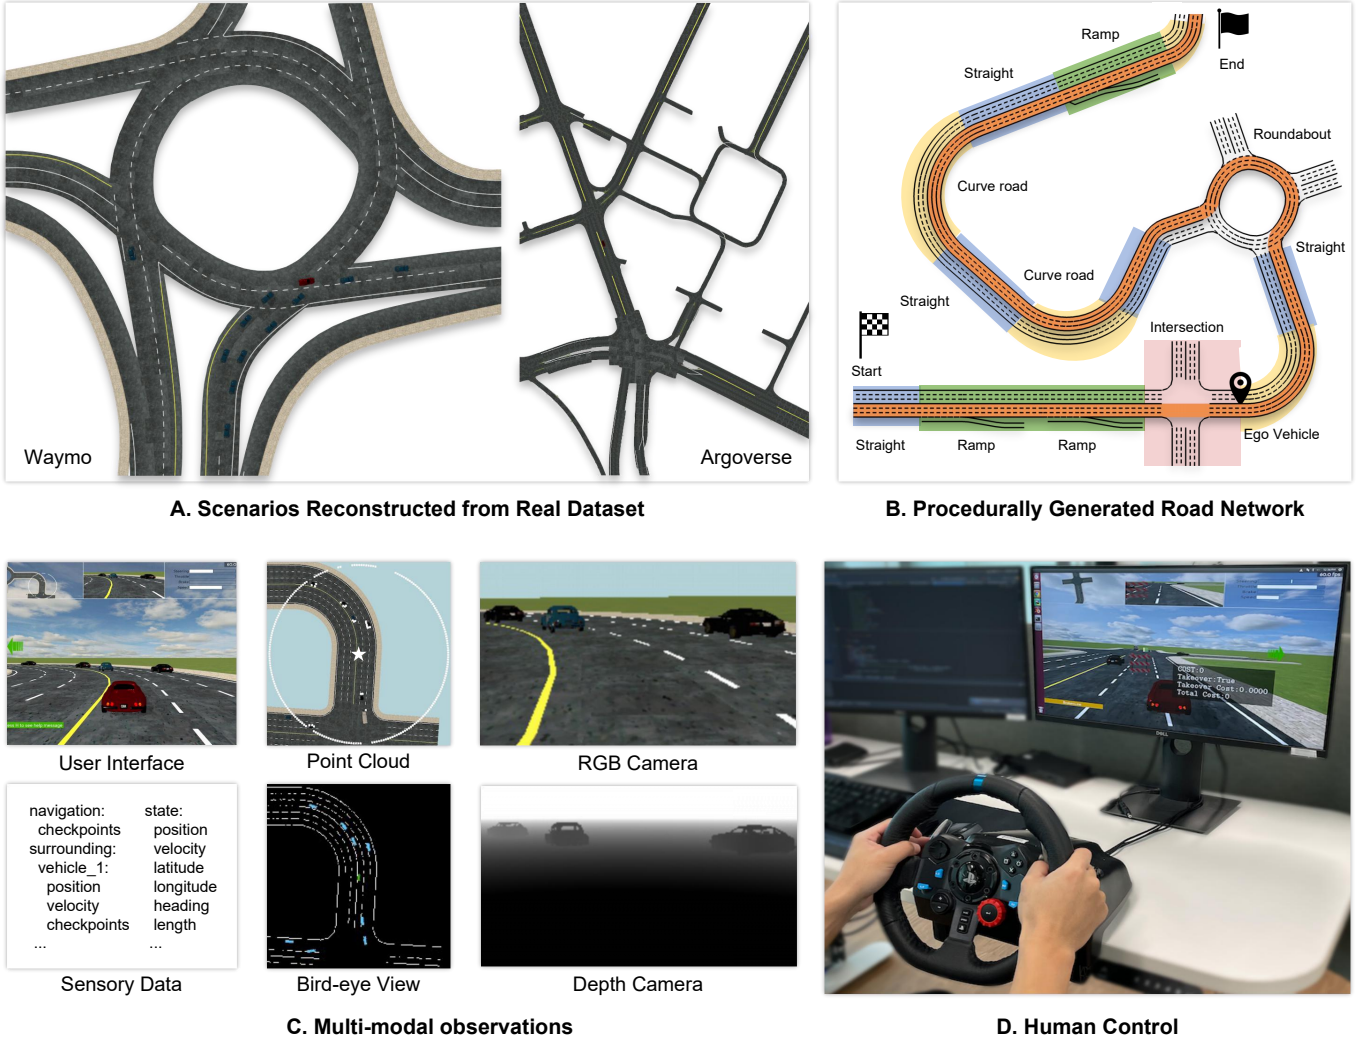 Waymo
Argoverse
A. Scenarios Reconstructed from Real Dataset
Ramp
End
Straight
Roundabout
Curve road
Straight
Curve road
Straight
Intersection
Start
Ego Vehicle
Straight
Ramp
Ramp
B. Procedurally Generated Road Network
User Interface
Point Cloud
RGB Camera
navigation:
checkpoints
surrounding:
vehicle_1:
position
velocity
checkpoints
...
state:
position
velocity
latitude
longitude
heading
length
...
Sensory Data
Bird-eye View
Depth Camera
C. Multi-modal observations
COST:0
Takeover:True
Takeover Cost:0.0000
Total Cost:0
DELL
D. Human Control